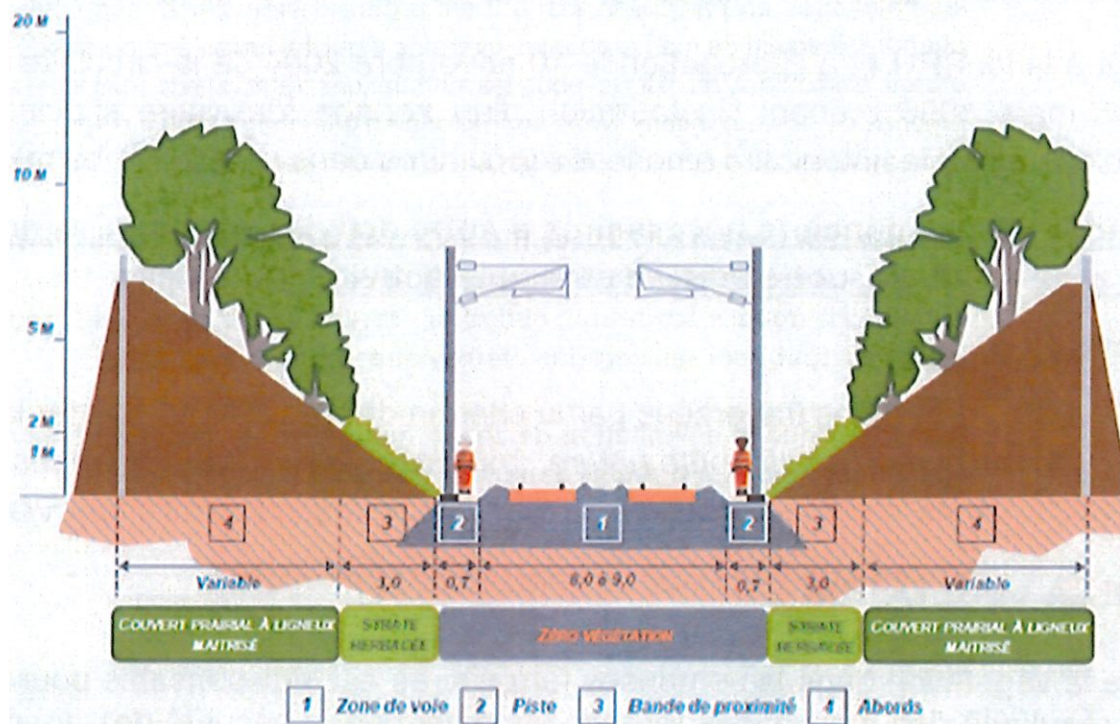 20 M
10 M
5 M
2 M
1 M
4
3
2
1
2
3
4
Variable
3,0
0,7
8,0 à 9,0
0,7
3,0
Variable
COUVERT PRAIRIAL À LIGNEUX
MAITRISÉ
STRATE
HERBACÉE
ZÉRO VÉGÉTATION
STRATE
HERBACÉE
COUVERT PRAIRIAL À LIGNEUX
MAITRISÉ
1 Zone de voie 2 Piste 3 Bande de proximité 4 Abords